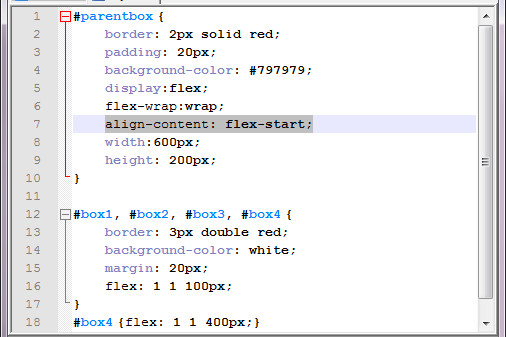 1 #parentbox {
2 border: 2px solid red;
3 padding: 20px;
4 background-color: #797979;
5 display:flex;
6 flex-wrap:wrap;
7 align-content: flex-start;
8 width:600px;
9 height: 200px;
10 }
11
12 #box1, #box2, #box3, #box4 {
13 border: 3px double red;
14 background-color: white;
15 margin: 20px;
16 flex: 1 1 100px;
17 }
18 #box4 {flex: 1 1 400px;}